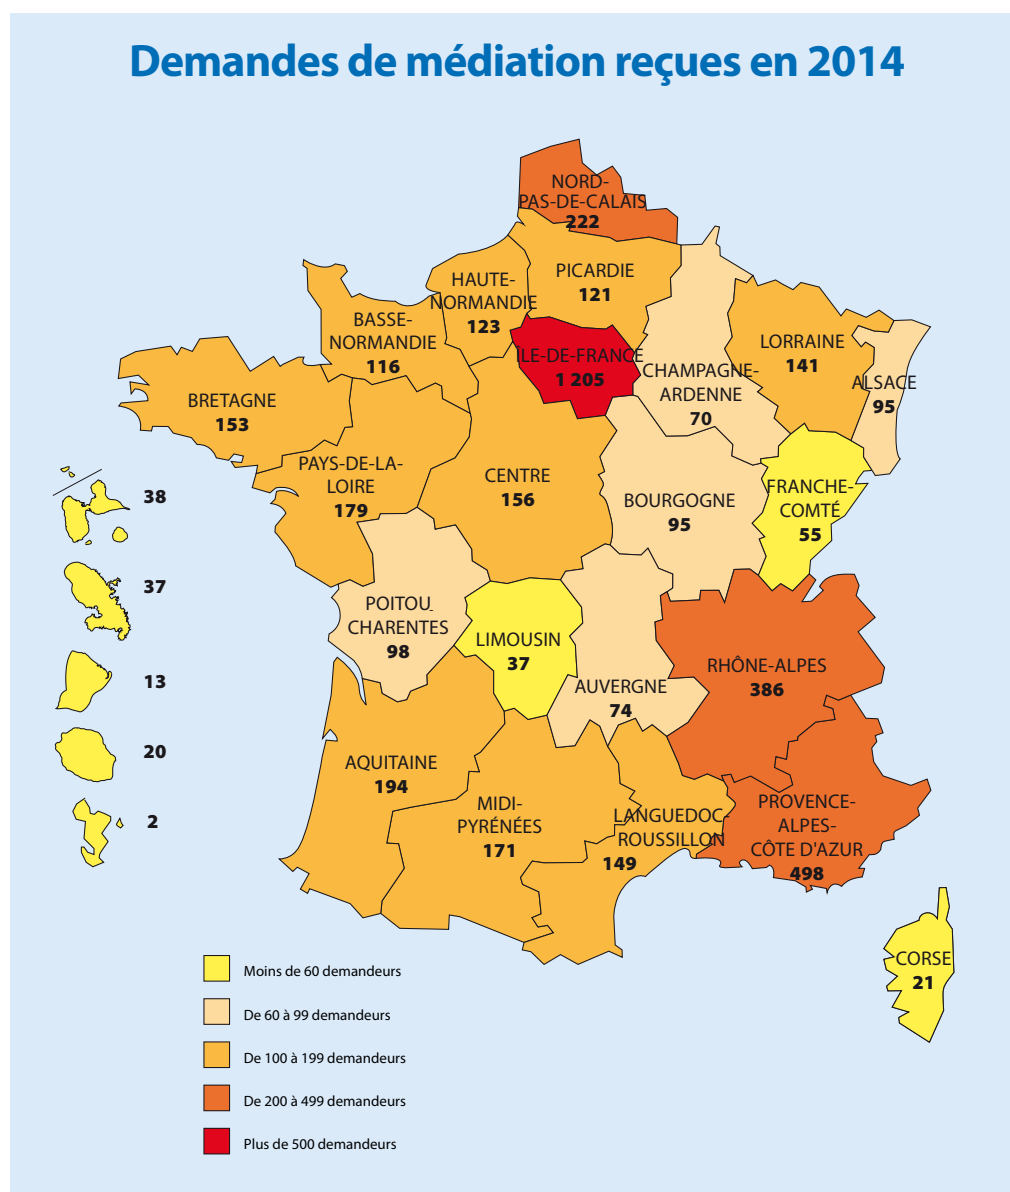 Demandes de médiation reçues en 2014
NORD-
PAS-DE-CALAIS
222
PICARDIE
121
HAUTE-
NORMANDIE
123
BASSE-
NORMANDIE
116
ÎLE-DE-FRANCE
1 205
CHAMPAGNE-
ARDENNE
70
LORRAINE
141
ALSACE
95
BRETAGNE
153
PAYS-DE-LA-
LOIRE
179
CENTRE
156
BOURGOGNE
95
FRANCHE-
COMTÉ
55
38
37
13
20
2
POITOU
CHARENTES
98
LIMOUSIN
37
AUVERGNE
74
RHÔNE-ALPES
386
AQUITAINE
194
MIDI-
PYRÉNÉES
171
LANGUEDOC-
ROUSSILLON
149
PROVENCE-
ALPES-
CÔTE D'AZUR
498
CORSE
21
Moins de 60 demandeurs
De 60 à 99 demandeurs
De 100 à 199 demandeurs
De 200 à 499 demandeurs
Plus de 500 demandeurs